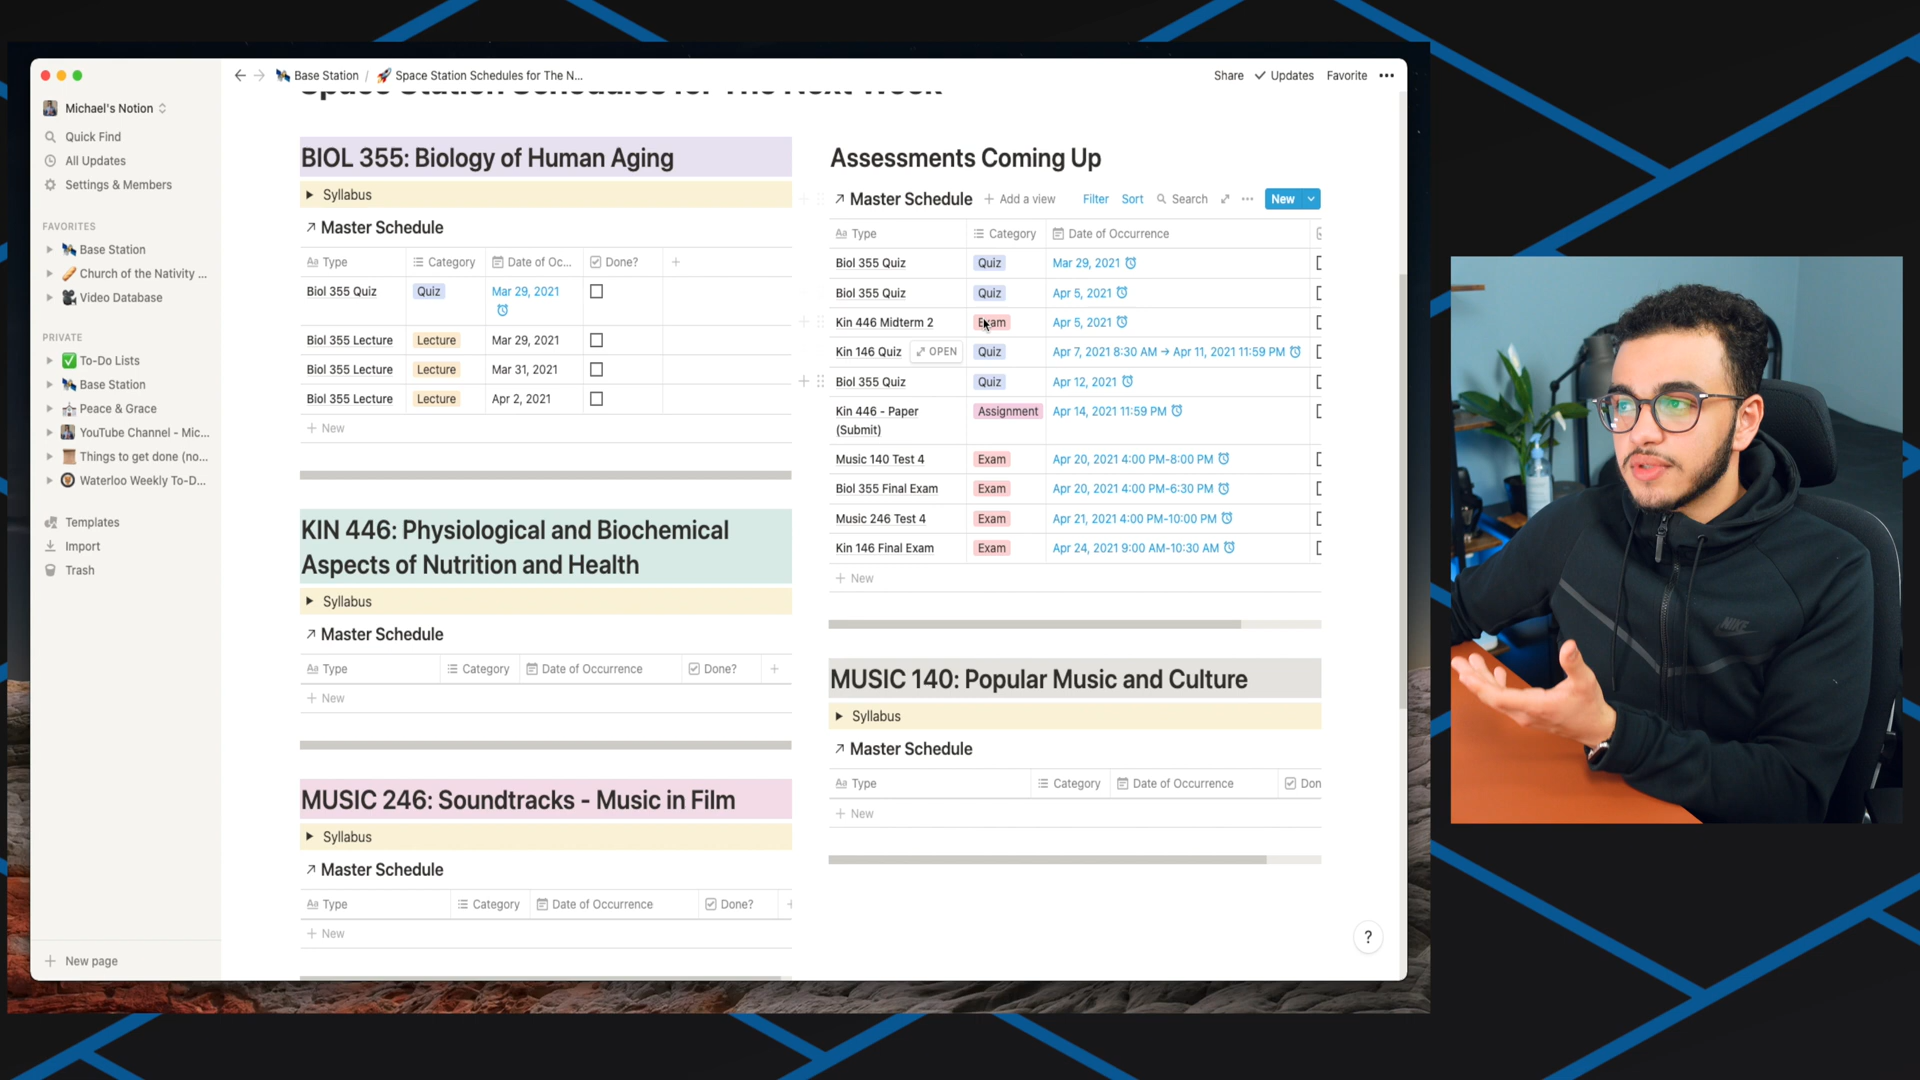 Base Station / Space Station Schedules for The N...
Share Updates Favorite
Michael's Notion
Quick Find
All Updates
Settings & Members
FAVORITES
Base Station
Church of the Nativity ...
Video Database
PRIVATE
To-Do Lists
Base Station
Peace & Grace
YouTube Channel - Mic...
Things to get done (no...
Waterloo Weekly To-D...
Templates
Import
Trash
New page
Space Station Schedules for The Next Week
BIOL 355: Biology of Human Aging
Syllabus
Master Schedule
Aa Type Category Date of Oc... Done?
Biol 355 Quiz Quiz Mar 29, 2021
Biol 355 Lecture Lecture Mar 29, 2021
Biol 355 Lecture Lecture Mar 31, 2021
Biol 355 Lecture Lecture Apr 2, 2021
New
KIN 446: Physiological and Biochemical
Aspects of Nutrition and Health
Syllabus
Master Schedule
Aa Type Category Date of Occurrence Done?
New
MUSIC 246: Soundtracks - Music in Film
Syllabus
Master Schedule
Aa Type Category Date of Occurrence Done?
New
Assessments Coming Up
Master Schedule Add a view Filter Sort Search New
Aa Type Category Date of Occurrence
Biol 355 Quiz Quiz Mar 29, 2021
Biol 355 Quiz Quiz Apr 5, 2021
Kin 446 Midterm 2 Exam Apr 5, 2021
Kin 146 Quiz OPEN Quiz Apr 7, 2021 8:30 AM → Apr 11, 2021 11:59 PM
Biol 355 Quiz Quiz Apr 12, 2021
Kin 446 - Paper
(Submit) Assignment Apr 14, 2021 11:59 PM
Music 140 Test 4 Exam Apr 20, 2021 4:00 PM-8:00 PM
Biol 355 Final Exam Exam Apr 20, 2021 4:00 PM-6:30 PM
Music 246 Test 4 Exam Apr 21, 2021 4:00 PM-10:00 PM
Kin 146 Final Exam Exam Apr 24, 2021 9:00 AM-10:30 AM
New
MUSIC 140: Popular Music and Culture
Syllabus
Master Schedule
Aa Type Category Date of Occurrence Don
New
?
NIKE